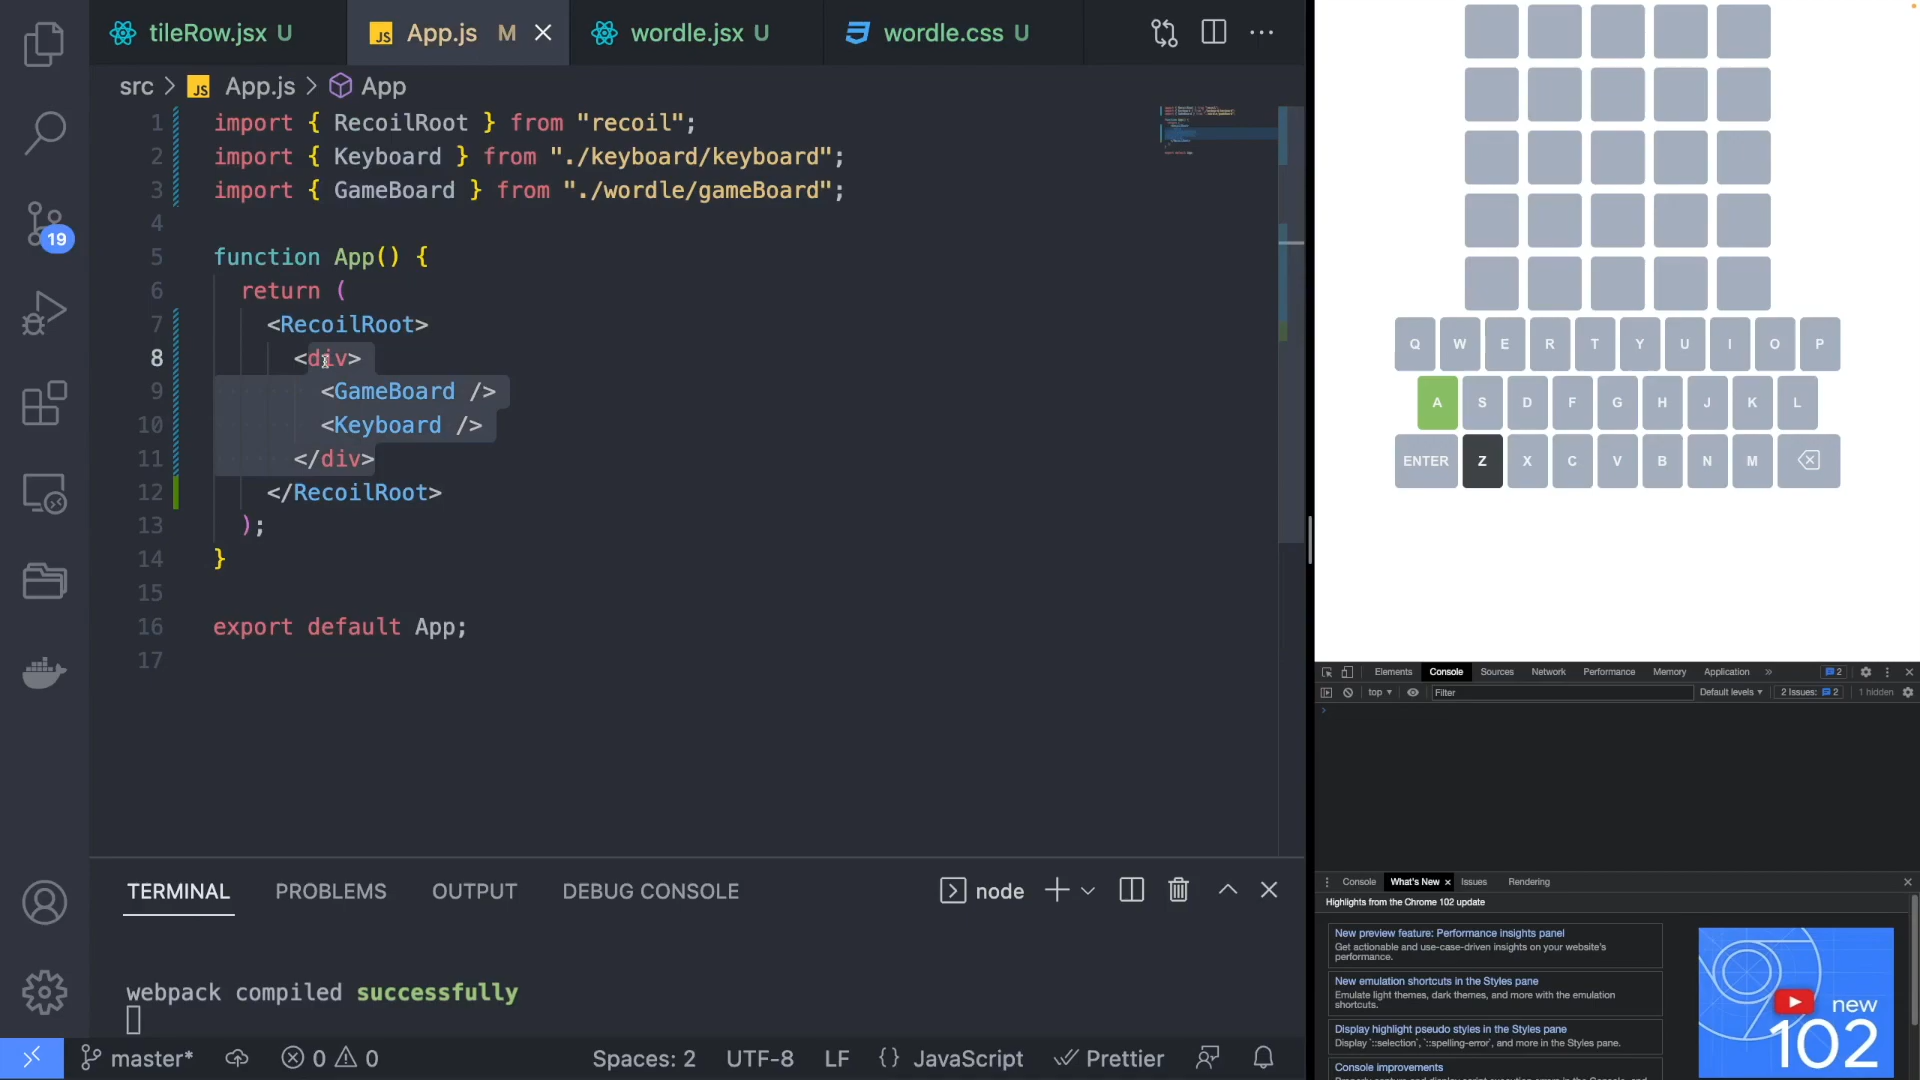 tileRow.jsx U
App.js M
wordle.jsx U
wordle.css U
src > JS App.js > App
1 import { RecoilRoot } from "recoil";
2 import { Keyboard } from "./keyboard/keyboard";
3 import { GameBoard } from "./wordle/gameBoard";
4
5 function App() {
6 return (
7 <RecoilRoot>
8 <div>
9 <GameBoard />
10 <Keyboard />
11 </div>
12 </RecoilRoot>
13 );
14 }
15
16 export default App;
17
19
TERMINAL PROBLEMS OUTPUT DEBUG CONSOLE
node
webpack compiled successfully
master* 0 0 Spaces: 2 UTF-8 LF {} JavaScript Prettier
Q W E R T Y U I O P
A S D F G H J K L
ENTER Z X C V B N M
Elements Console Sources Network Performance Memory Application » 2
top Filter Default levels 2 Issues: 2 1 hidden
Console What's New Issues Rendering
Highlights from the Chrome 102 update
New preview feature: Performance insights panel
Get actionable and use-case-driven insights on your website's
performance.
New emulation shortcuts in the Styles pane
Emulate light themes, dark themes, and more with the emulation
shortcuts.
Display highlight pseudo styles in the Styles pane
Display `::selection`, `::spelling-error`, and more in the Styles pane.
Console improvements
new
102